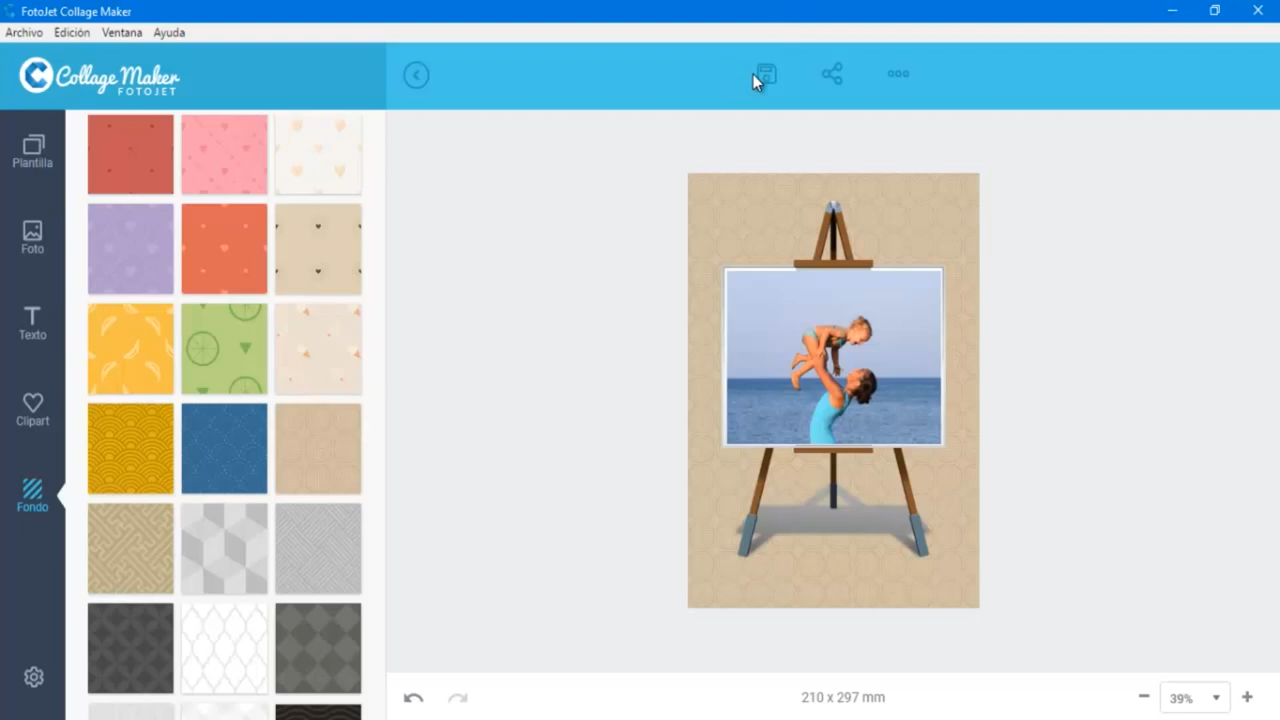 FotoJet Collage Maker
Archivo Edición Ventana Ayuda
Collage Maker
FOTOJET
Plantilla
Foto
Texto
Clipart
Fondo
210 x 297 mm
39%